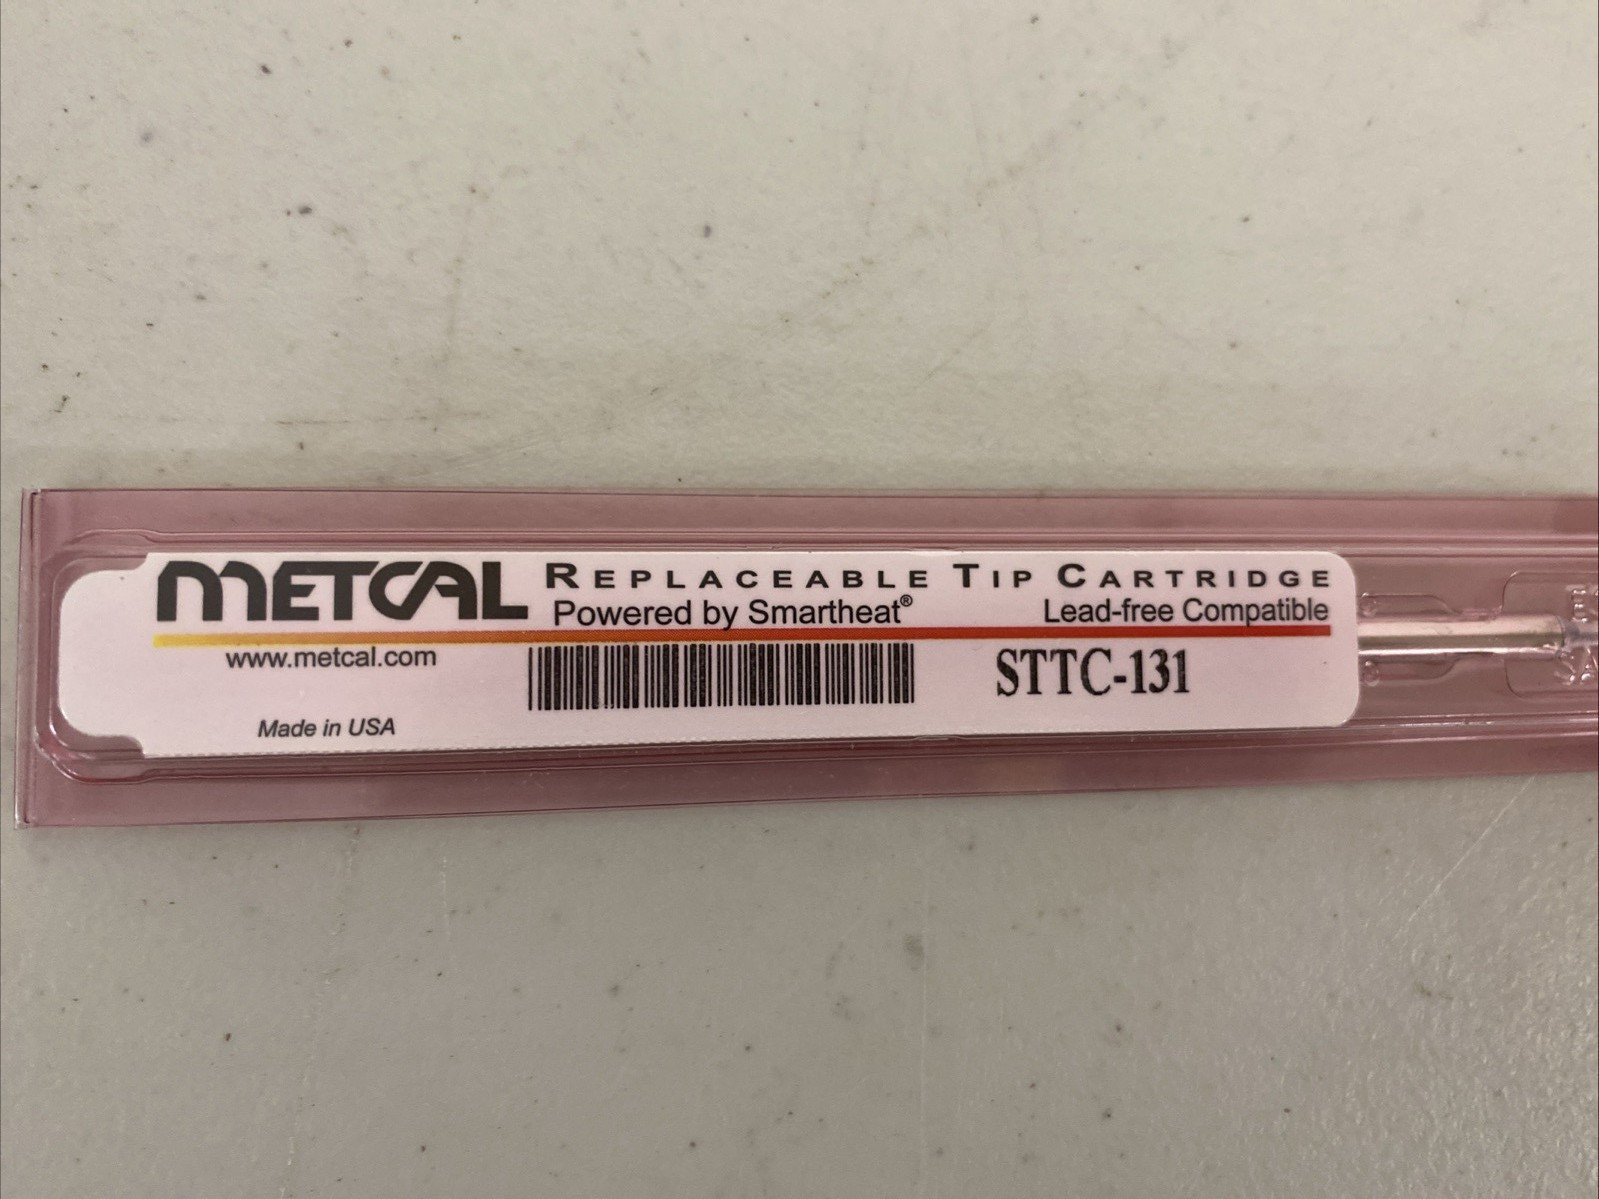 METCAL
REPLACEABLE TIP CARTRIDGE
Powered by Smartheat® Lead-free Compatible
www.metcal.com
STTC-131
Made in USA